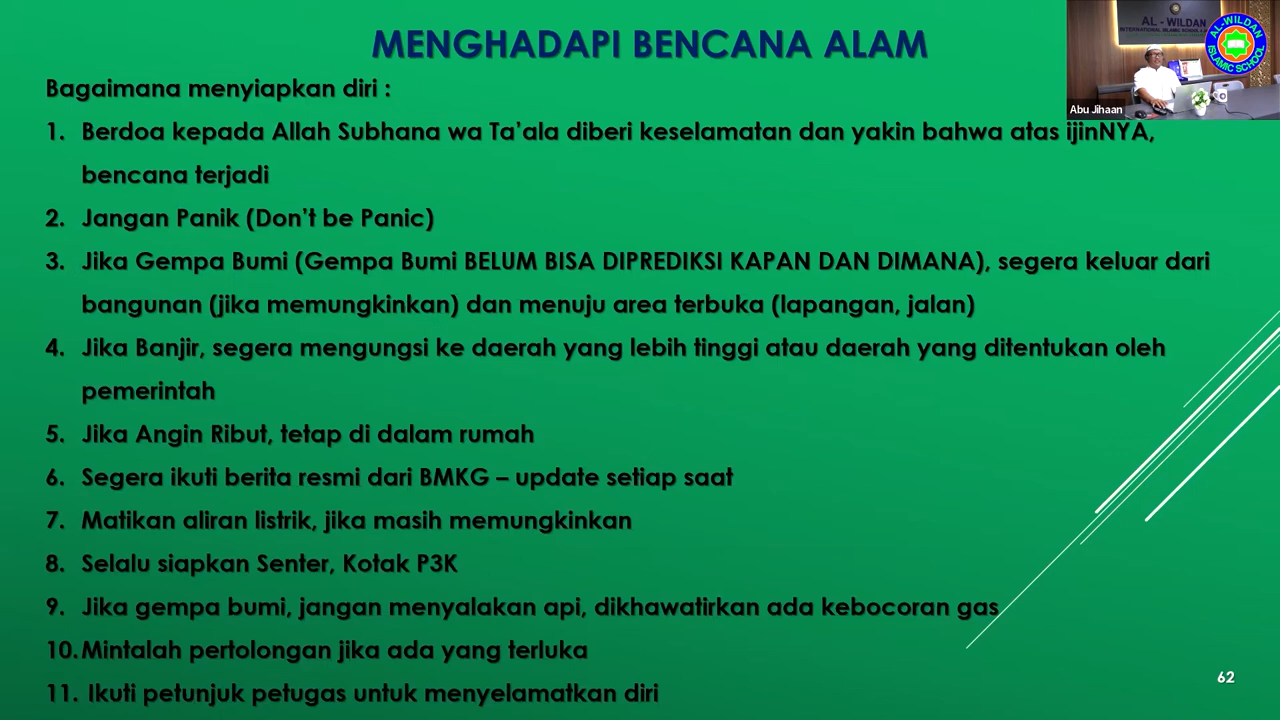 MENGHADAPI BENCANA ALAM
Bagaimana menyiapkan diri :
1. Berdoa kepada Allah Subhana wa Ta’ala diberi keselamatan dan yakin bahwa atas ijinNYA,
bencana terjadi
2. Jangan Panik (Don’t be Panic)
3. Jika Gempa Bumi (Gempa Bumi BELUM BISA DIPREDIKSI KAPAN DAN DIMANA), segera keluar dari
bangunan (jika memungkinkan) dan menuju area terbuka (lapangan, jalan)
4. Jika Banjir, segera mengungsi ke daerah yang lebih tinggi atau daerah yang ditentukan oleh
pemerintah
5. Jika Angin Ribut, tetap di dalam rumah
6. Segera ikuti berita resmi dari BMKG – update setiap saat
7. Matikan aliran listrik, jika masih memungkinkan
8. Selalu siapkan Senter, Kotak P3K
9. Jika gempa bumi, jangan menyalakan api, dikhawatirkan ada kebocoran gas
10. Mintalah pertolongan jika ada yang terluka
11. Ikuti petunjuk petugas untuk menyelamatkan diri
62
AL - WILDAN
INTERNATIONAL ISLAMIC SCHOOL
AL-WILDAN
ISLAMIC SCHOOL
Abu Jihaan